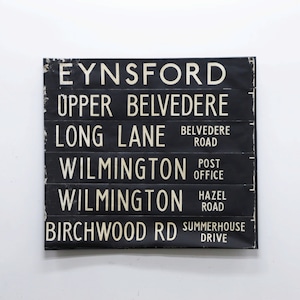 EYNSFORD
UPPER BELVEDERE
LONG LANE BELVEDERE ROAD
WILMINGTON POST OFFICE
WILMINGTON HAZEL ROAD
BIRCHWOOD RD SUMMERHOUSE DRIVE